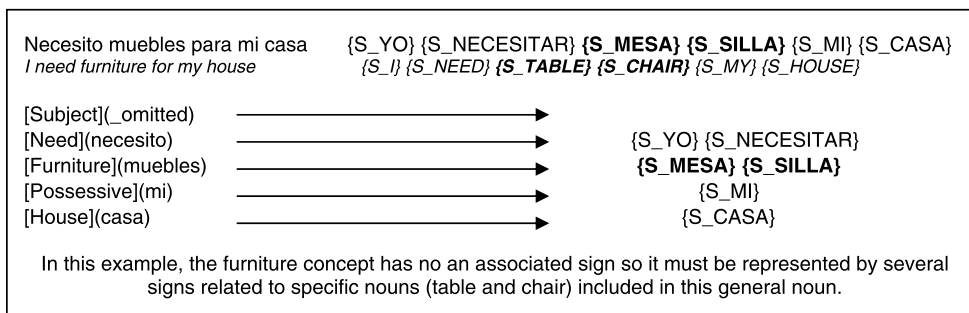 Necesito muebles para mi casa {S_YO} {S_NECESITAR} {S_MESA} {S_SILLA} {S_MI} {S_CASA}
I need furniture for my house {S_I} {S_NEED} {S_TABLE} {S_CHAIR} {S_MY} {S_HOUSE}
[Subject](_omitted)
[Need](necesito) {S_YO} {S_NECESITAR}
[Furniture](muebles) {S_MESA} {S_SILLA}
[Possessive](mi) {S_MI}
[House](casa) {S_CASA}
In this example, the furniture concept has no an associated sign so it must be represented by several
signs related to specific nouns (table and chair) included in this general noun.